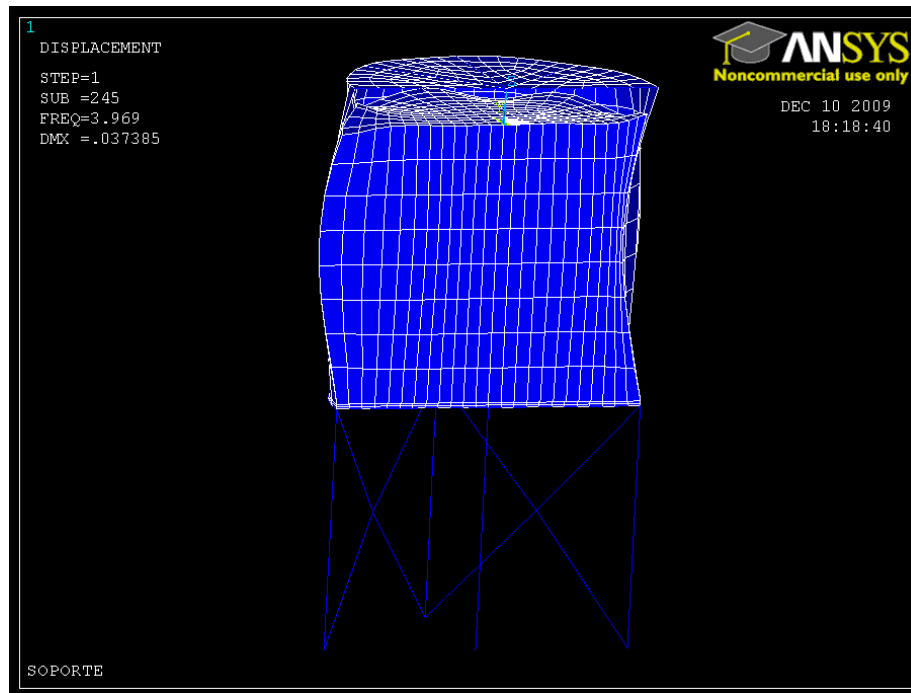 1
DISPLACEMENT
STEP=1
SUB =245
FREQ=3.969
DMX =.037385
ANSYS
Noncommercial use only
DEC 10 2009
18:18:40
SOPORTE